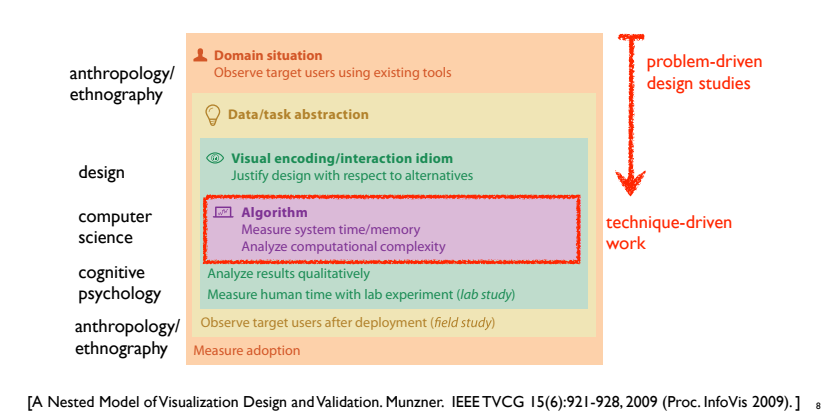 Domain situation
Observe target users using existing tools
anthropology/
ethnography
problem-driven
design studies
Data/task abstraction
Visual encoding/interaction idiom
Justify design with respect to alternatives
design
Algorithm
Measure system time/memory
Analyze computational complexity
computer
science
technique-driven
work
cognitive
psychology
Analyze results qualitatively
Measure human time with lab experiment (lab study)
anthropology/
ethnography
Observe target users after deployment (field study)
Measure adoption
[A Nested Model of Visualization Design and Validation. Munzner. IEEE TVCG 15(6):921-928, 2009 (Proc. InfoVis 2009). ]
8